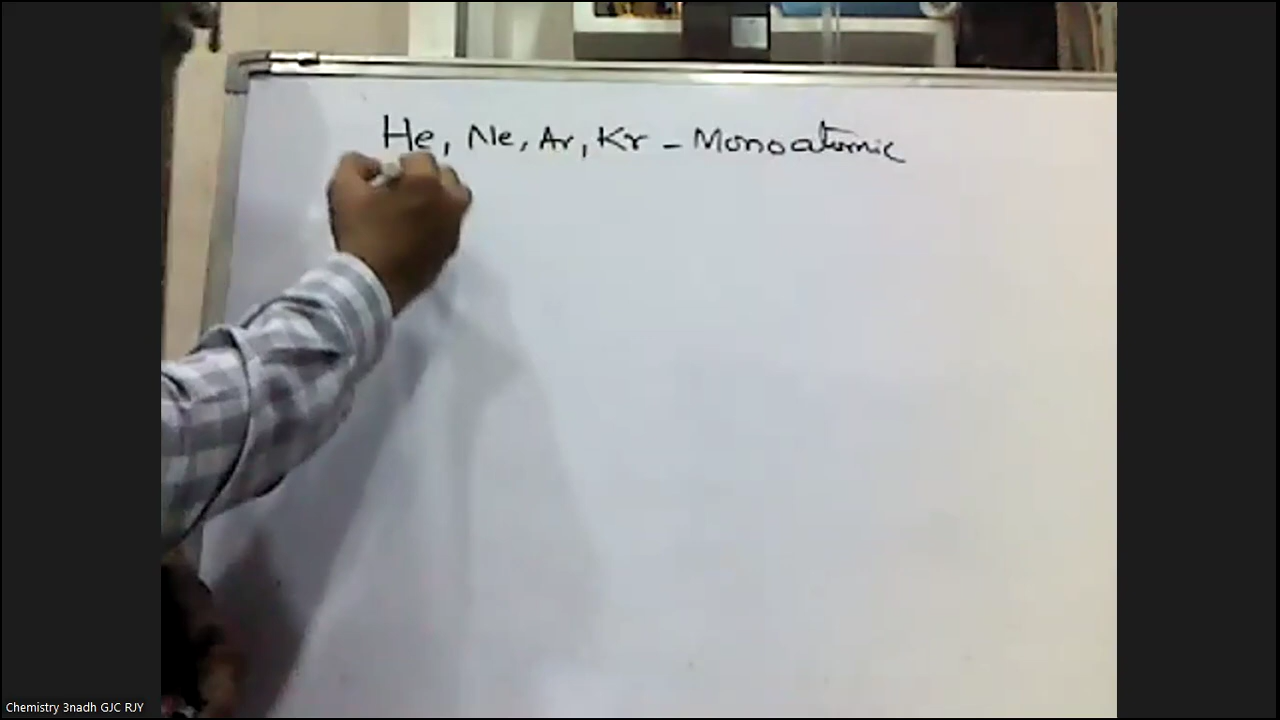 He, Ne, Ar, Kr - Monoatomic
Chemistry 3nadh GJC RJY